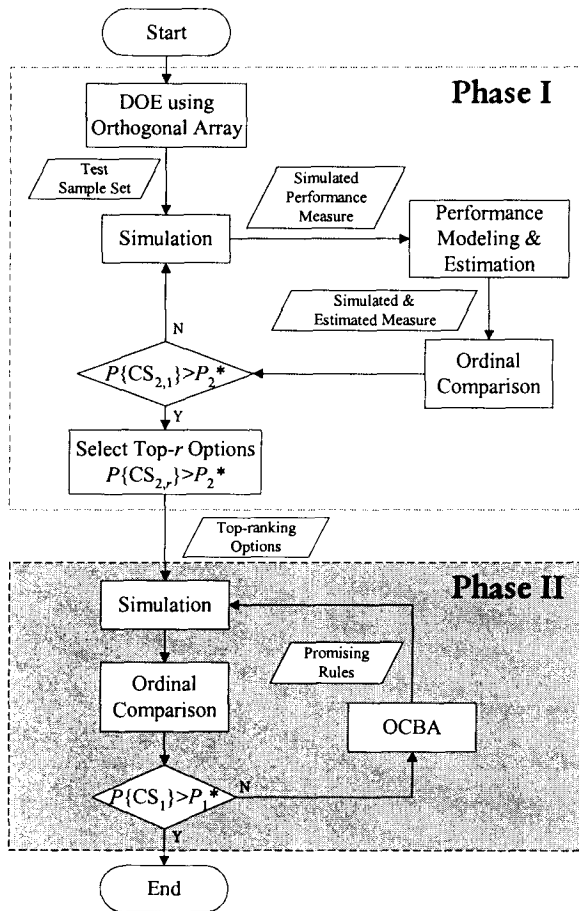 Start
Phase I
DOE using
Orthogonal Array
Test
Sample Set
Simulated
Performance
Measure
Simulation
Performance
Modeling &
Estimation
Simulated &
Estimated Measure
N
Ordinal
Comparison
P{CS2,1}>P2*
Y
Select Top-r Options
P{CS2,r}>P2*
Top-ranking
Options
Phase II
Simulation
Promising
Rules
Ordinal
Comparison
OCBA
P{CS1}>P1*
N
Y
End